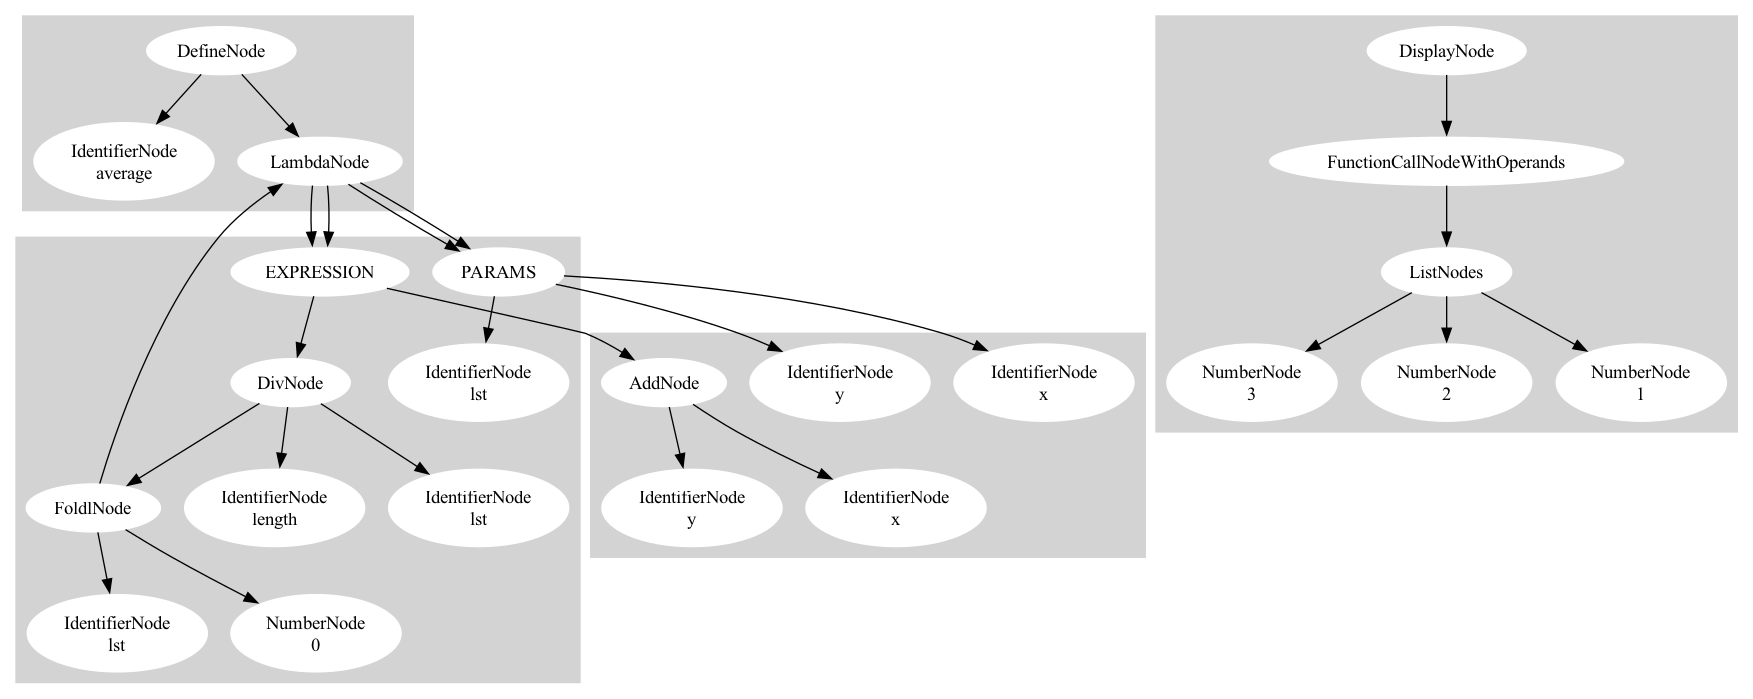 DefineNode
IdentifierNode
average
LambdaNode
EXPRESSION
PARAMS
DivNode
IdentifierNode
lst
FoldlNode
IdentifierNode
length
IdentifierNode
lst
IdentifierNode
lst
NumberNode
0
AddNode
IdentifierNode
y
IdentifierNode
x
IdentifierNode
y
IdentifierNode
x
DisplayNode
FunctionCallNodeWithOperands
ListNodes
NumberNode
3
NumberNode
2
NumberNode
1